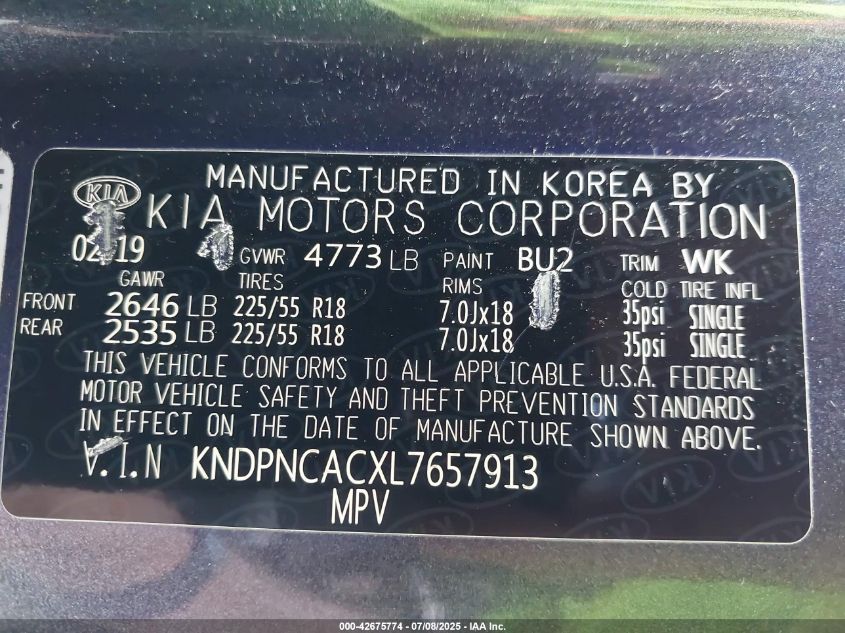 MANUFACTURED IN KOREA BY
KIA
KIA MOTORS CORPORATION
GVWR 4773 LB PAINT BU2 TRIM WK
GAWR TIRES RIMS COLD TIRE INFL
FRONT 2646 LB 225/55 R18 7.0Jx18 35psi SINGLE
REAR 2535 LB 225/55 R18 7.0Jx18 35psi SINGLE
THIS VEHICLE CONFORMS TO ALL APPLICABLE U.S.A. FEDERAL
MOTOR VEHICLE SAFETY AND THEFT PREVENTION STANDARDS
IN EFFECT ON THE DATE OF MANUFACTURE SHOWN ABOVE.
V.I.N KNDPNCACXL7657913
MPV
000-42675774 - 07/08/2025 - IAA Inc.